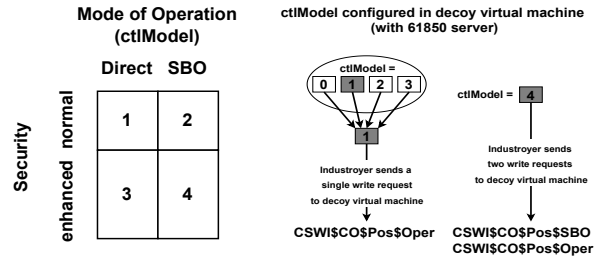 Mode of Operation
(ctlModel)
Direct SBO
Security
normal
enhanced
1 2
3 4
ctlModel configured in decoy virtual machine
(with 61850 server)
ctlModel =
0 1 2 3
1
Industroyer sends a
single write request
to decoy virtual machine
CSWI$CO$Pos$Oper
ctlModel = 4
Industroyer sends
two write requests
to decoy virtual machine
CSWI$CO$Pos$SBO
CSWI$CO$Pos$Oper